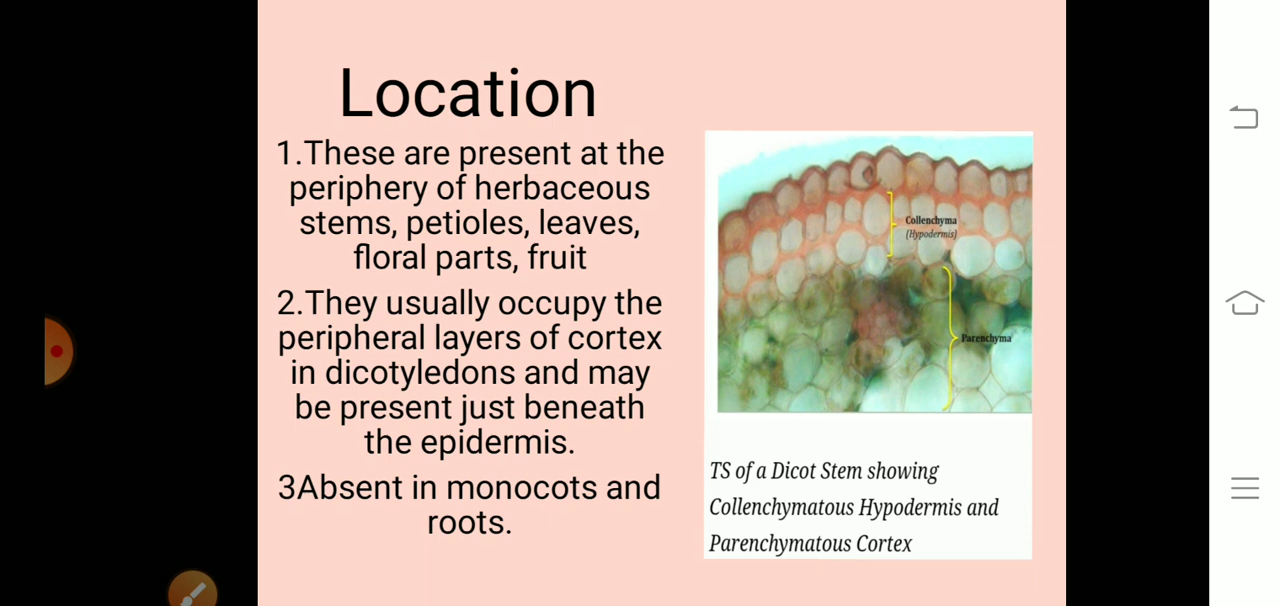 Location
1.These are present at the
periphery of herbaceous
stems, petioles, leaves,
floral parts, fruit
2.They usually occupy the
peripheral layers of cortex
in dicotyledons and may
be present just beneath
the epidermis.
3Absent in monocots and
roots.
Collenchyma
(Hypodermis)
Parenchyma
TS of a Dicot Stem showing
Collenchymatous Hypodermis and
Parenchymatous Cortex